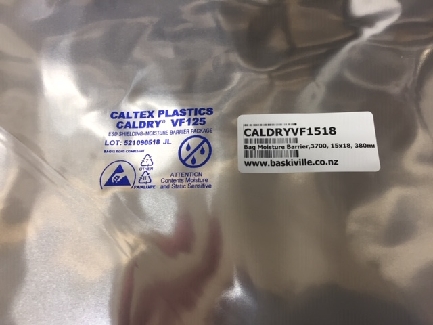 CALTEX PLASTICS
CALDRY® VF125
ESD SHIELDING-MOISTURE BARRIER PACKAGE
LOT: 521090518 JL
ATTENTION
Contents Moisture
and Static Sensitive
CALDRYVF1518
Bag Moisture Barrier,5700, 15x18, 380mm
www.baskiville.co.nz